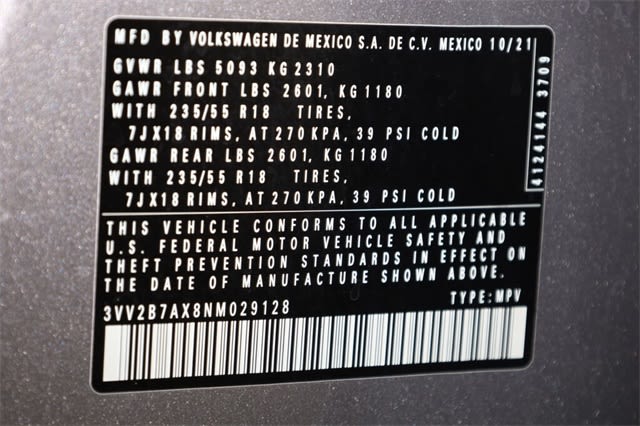 MFD BY VOLKSWAGEN DE MEXICO S.A. DE C.V. MEXICO 10/21
GVWR LBS 5093 KG 2310
GAWR FRONT LBS 2601, KG 1180
WITH 235/55 R18 TIRES,
7JX18 RIMS, AT 270 KPA, 39 PSI COLD
GAWR REAR LBS 2601, KG 1180
WITH 235/55 R18 TIRES,
7JX18 RIMS, AT 270 KPA, 39 PSI COLD
4124144 3709
THIS VEHICLE CONFORMS TO ALL APPLICABLE
U.S. FEDERAL MOTOR VEHICLE SAFETY AND
THEFT PREVENTION STANDARDS IN EFFECT ON
THE DATE OF MANUFACTURE SHOWN ABOVE.
3VV2B7AX8NM029128 TYPE: MPV